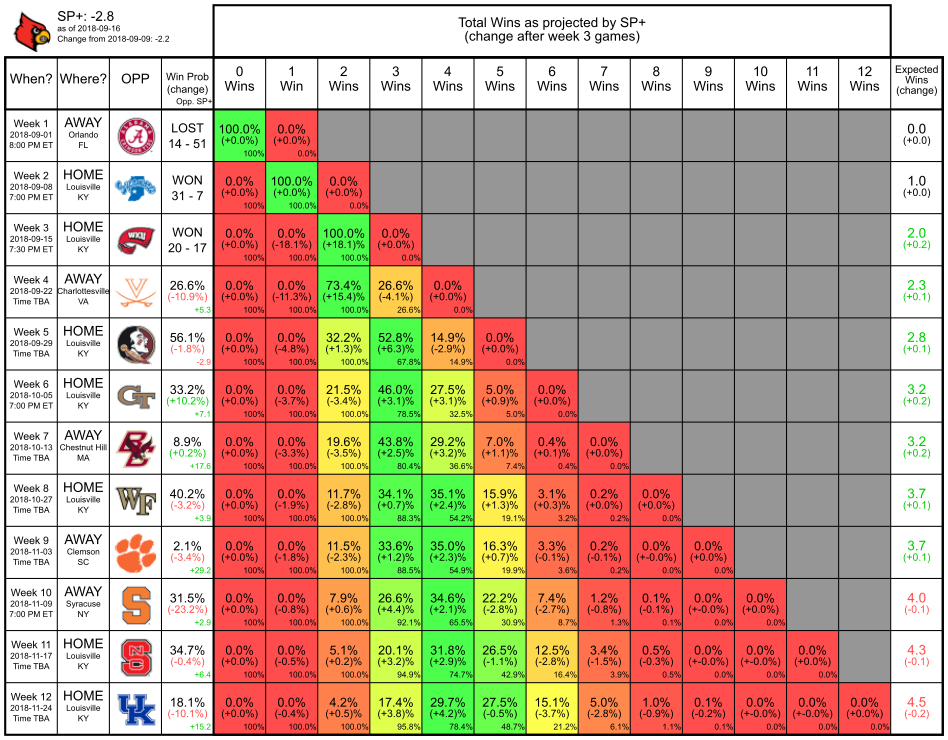 SP+: -2.8
as of 2018-09-16
Change from 2018-09-09: -2.2
Total Wins as projected by SP+
(change after week 3 games)
When? Where? OPP Win Prob (change) Opp. SP+ 0 Wins 1 Win 2 Wins 3 Wins 4 Wins 5 Wins 6 Wins 7 Wins 8 Wins 9 Wins 10 Wins 11 Wins 12 Wins Expected Wins (change)
Week 1 AWAY LOST 100.0% 0.0% 0.0
2018-09-01 Orlando (+0.0%) (+0.0%) (+0.0)
8:00 PM ET FL 14 - 51 100% 0.0%
Week 2 HOME WON 0.0% 100.0% 0.0% 1.0
2018-09-08 Louisville (+0.0%) (+0.0%) (+0.0%) (+0.0)
7:00 PM ET KY 31 - 7 100% 100.0% 0.0%
Week 3 HOME WON 0.0% 0.0% 100.0% 0.0% 2.0
2018-09-15 Louisville (+0.0%) (-18.1%) (+18.1)% (+0.0%) (+0.2)
7:30 PM ET KY 20 - 17 100% 100.0% 100.0% 0.0%
Week 4 AWAY 26.6% 0.0% 0.0% 73.4% 26.6% 0.0% 2.3
2018-09-22 Charlottesville (-10.9%) (+0.0%) (-11.3%) (+15.4)% (-4.1%) (+0.0%) (+0.1)
Time TBA VA +5.3 100% 100.0% 100.0% 26.6% 0.0%
Week 5 HOME 56.1% 0.0% 0.0% 32.2% 52.8% 14.9% 0.0% 2.8
2018-09-29 Louisville (-1.8%) (+0.0%) (-4.8%) (+1.3)% (+6.3)% (-2.9%) (+0.0%) (+0.1)
Time TBA KY -2.9 100% 100.0% 100.0% 67.8% 14.9% 0.0%
Week 6 HOME 33.2% 0.0% 0.0% 21.5% 46.0% 27.5% 5.0% 0.0% 3.2
2018-10-05 Louisville (+10.2%) (+0.0%) (-3.7%) (-3.4%) (+3.1)% (+3.1)% (+0.9)% (+0.0%) (+0.2)
7:00 PM ET KY +7.1 100% 100.0% 100.0% 78.5% 32.5% 5.0% 0.0%
Week 7 AWAY 8.9% 0.0% 0.0% 19.6% 43.8% 29.2% 7.0% 0.4% 0.0% 3.2
2018-10-13 Chestnut Hill (+0.2%) (+0.0%) (-3.3%) (-3.5%) (+2.5)% (+3.2)% (+1.1)% (+0.1)% (+0.0%) (+0.2)
Time TBA MA +17.6 100% 100.0% 100.0% 80.4% 36.6% 7.4% 0.4% 0.0%
Week 8 HOME 40.2% 0.0% 0.0% 11.7% 34.1% 35.1% 15.9% 3.1% 0.2% 0.0% 3.7
2018-10-27 Louisville (-3.2%) (+0.0%) (-1.9%) (-2.8%) (+0.7)% (+2.4)% (+1.3)% (+0.3)% (+0.0)% (+0.0%) (+0.1)
Time TBA KY +3.9 100% 100.0% 100.0% 88.3% 54.2% 19.1% 3.2% 0.2% 0.0%
Week 9 AWAY 2.1% 0.0% 0.0% 11.5% 33.6% 35.0% 16.3% 3.3% 0.2% 0.0% 0.0% 3.7
2018-11-03 Clemson (-3.4%) (+0.0%) (-1.8%) (-2.3%) (+1.2)% (+2.3)% (+0.7)% (-0.1%) (-0.1%) (+-0.0%) (+0.0%) (+0.1)
Time TBA SC +29.2 100% 100.0% 100.0% 88.5% 54.9% 19.9% 3.6% 0.2% 0.0% 0.0%
Week 10 AWAY 31.5% 0.0% 0.0% 7.9% 26.6% 34.6% 22.2% 7.4% 1.2% 0.1% 0.0% 0.0% 4.0
2018-11-09 Syracuse (-23.2%) (+0.0%) (-0.8%) (+0.6)% (+4.4)% (+2.1)% (-2.8%) (-2.7%) (-0.8%) (-0.1%) (+-0.0%) (+0.0%) (-0.1)
7:00 PM ET NY +2.9 100% 100.0% 100.0% 92.1% 65.5% 30.9% 8.7% 1.3% 0.1% 0.0% 0.0%
Week 11 HOME 34.7% 0.0% 0.0% 5.1% 20.1% 31.8% 26.5% 12.5% 3.4% 0.5% 0.0% 0.0% 0.0% 4.3
2018-11-17 Louisville (-0.4%) (+0.0%) (-0.5%) (+0.2)% (+3.2)% (+2.9)% (-1.1%) (-2.8%) (-1.5%) (-0.3%) (+-0.0%) (+-0.0%) (+0.0%) (-0.1)
Time TBA KY +6.4 100% 100.0% 100.0% 94.9% 74.7% 42.9% 16.4% 3.9% 0.5% 0.0% 0.0% 0.0%
Week 12 HOME 18.1% 0.0% 0.0% 4.2% 17.4% 29.7% 27.5% 15.1% 5.0% 1.0% 0.1% 0.0% 0.0% 0.0% 4.5
2018-11-24 Louisville (-10.1%) (+0.0%) (-0.4%) (+0.5)% (+3.8)% (+4.2)% (-0.5%) (-3.7%) (-2.8%) (-0.9%) (-0.2%) (+-0.0%) (+-0.0%) (+0.0%) (-0.2)
Time TBA KY +15.2 100% 100.0% 100.0% 95.8% 78.4% 48.7% 21.2% 6.1% 1.1% 0.1% 0.0% 0.0% 0.0%